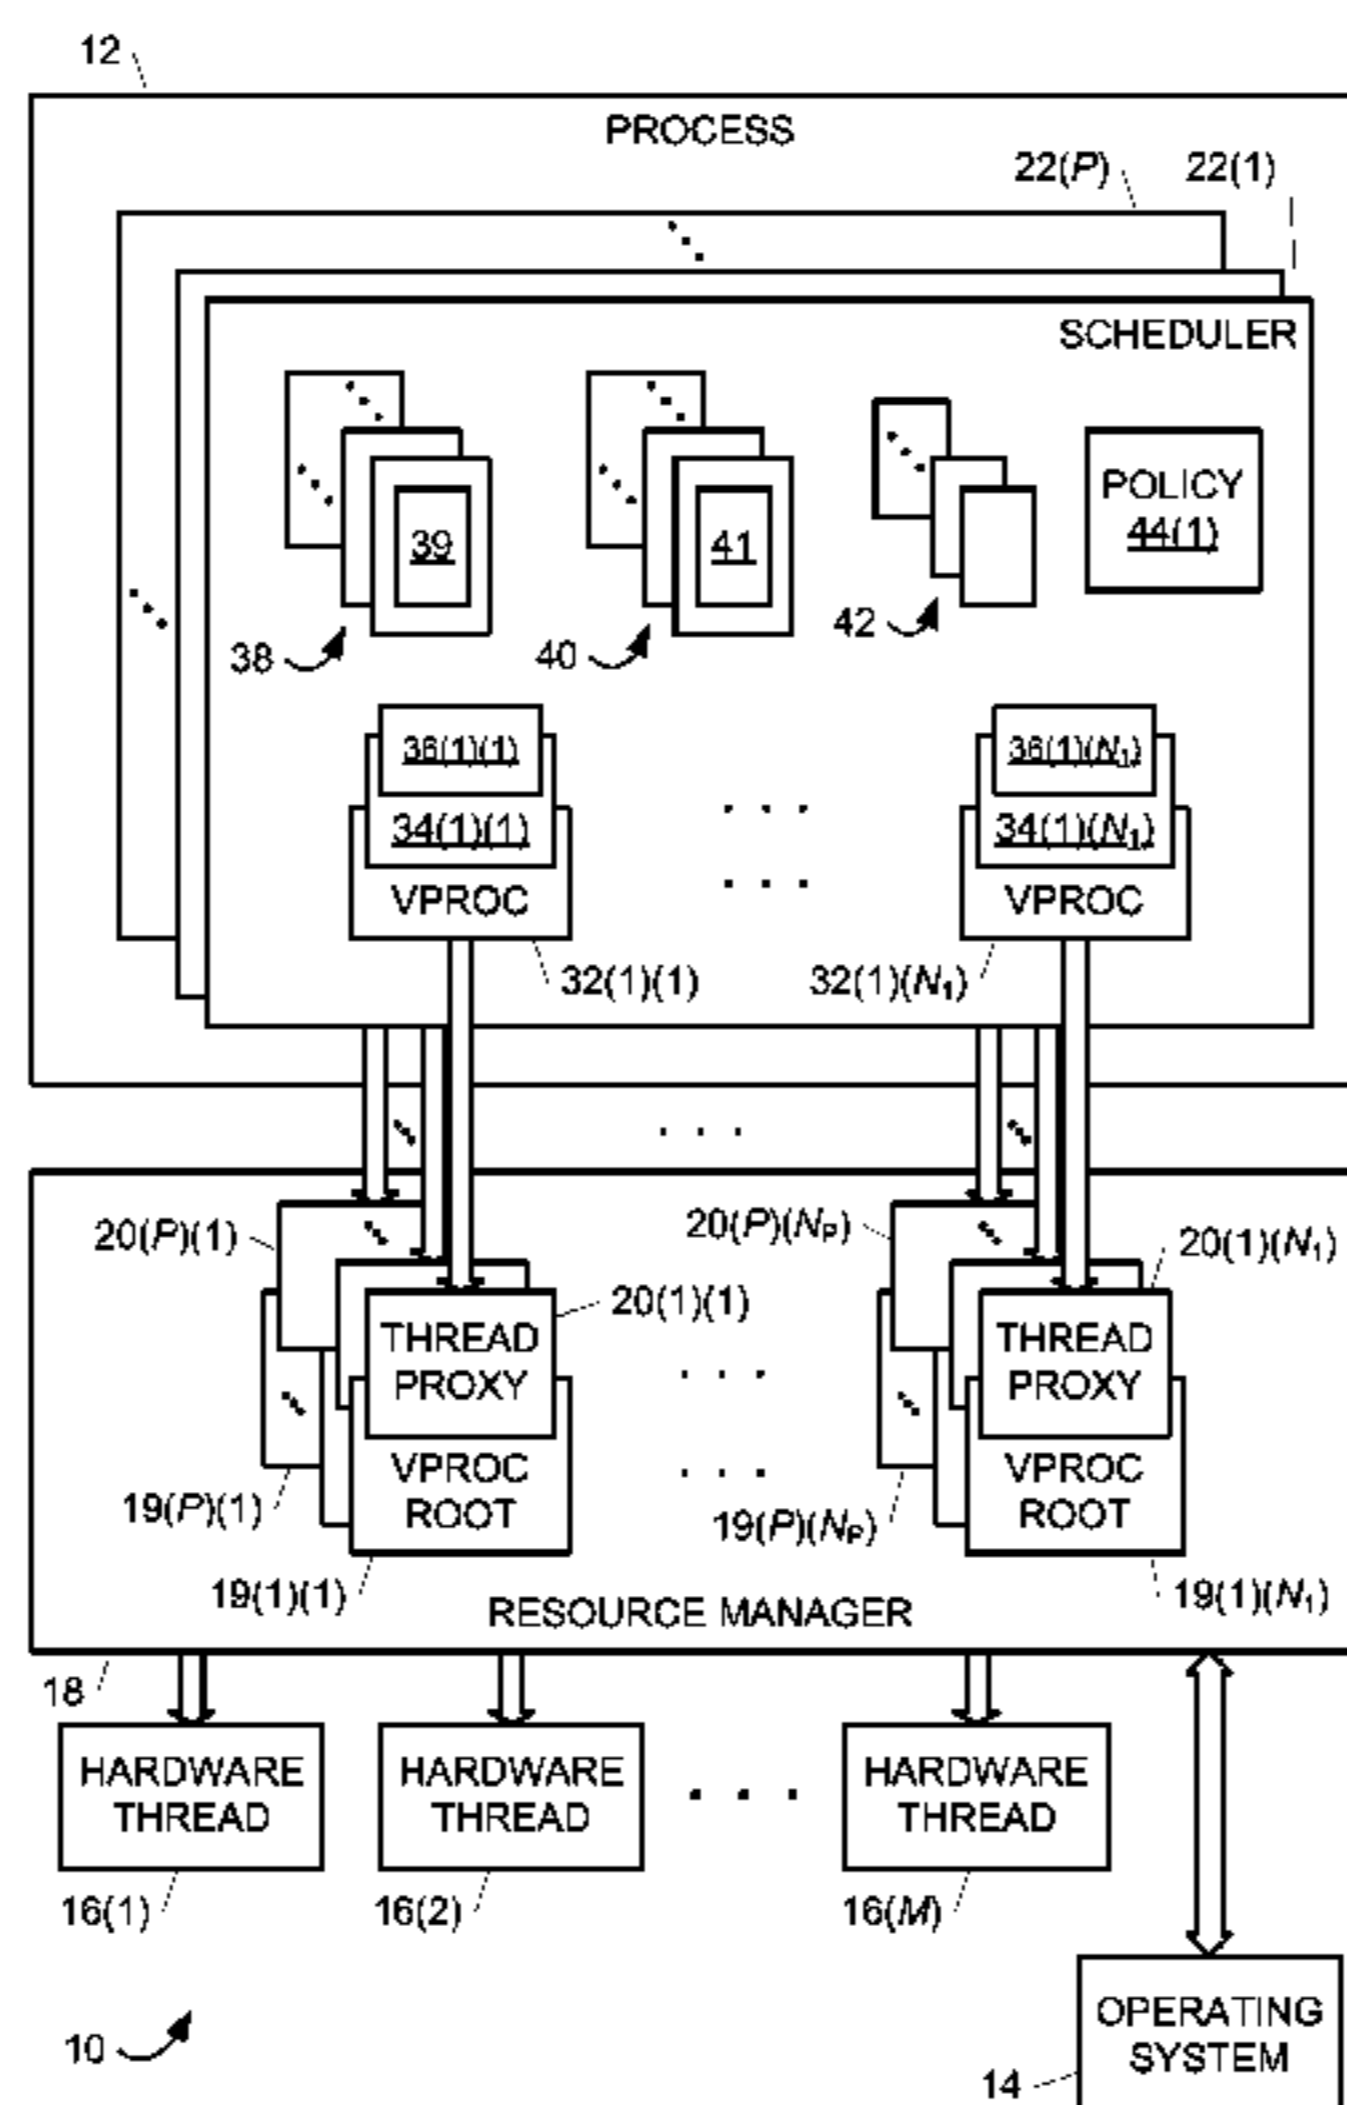 12
PROCESS
22(P) 22(1)
SCHEDULER
POLICY
44(1)
39
41
38
40
42
36(1)(1)
36(1)(N₁)
34(1)(1)
34(1)(N₁)
VPROC
VPROC
32(1)(1)
32(1)(N₁)
20(P)(1)
20(P)(Nₚ)
20(1)(N₁)
20(1)(1)
THREAD
PROXY
THREAD
PROXY
VPROC
ROOT
VPROC
ROOT
19(P)(1)
19(P)(Nₚ)
19(1)(1)
19(1)(N₁)
RESOURCE MANAGER
18
HARDWARE
THREAD
HARDWARE
THREAD
HARDWARE
THREAD
16(1)
16(2)
16(M)
10
OPERATING
SYSTEM
14